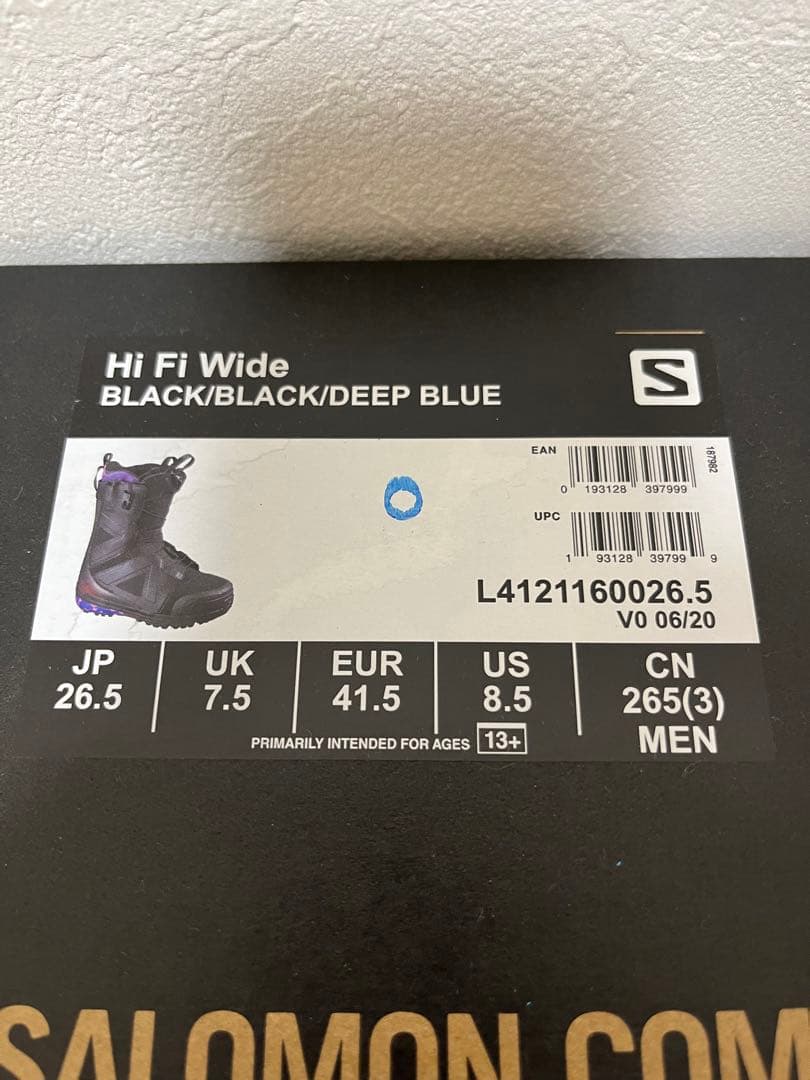 Hi Fi Wide
BLACK/BLACK/DEEP BLUE
S
EAN
0 193128 397999
187982
UPC
1 93128 39799 9
L4121160026.5
V0 06/20
JP UK EUR US CN
26.5 7.5 41.5 8.5 265(3)
PRIMARILY INTENDED FOR AGES 13+ MEN
SALOMON.COM